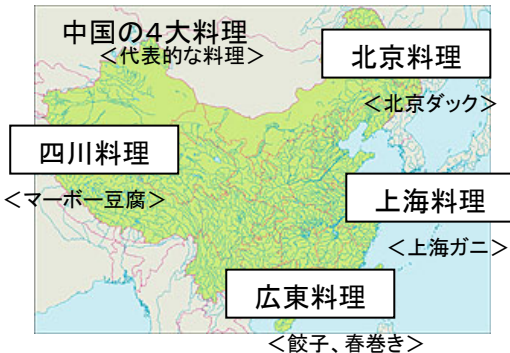 中国の4大料理
＜代表的な料理＞
北京料理
＜北京ダック＞
四川料理
＜マーボー豆腐＞
上海料理
＜上海ガニ＞
広東料理
＜餃子、春巻き＞